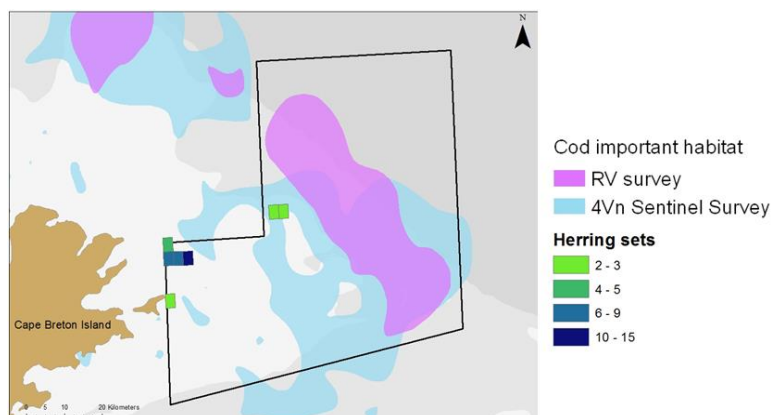 N
Cape Breton Island
0 5 10 20 Kilometers
Cod important habitat
RV survey
4Vn Sentinel Survey
Herring sets
2 - 3
4 - 5
6 - 9
10 - 15